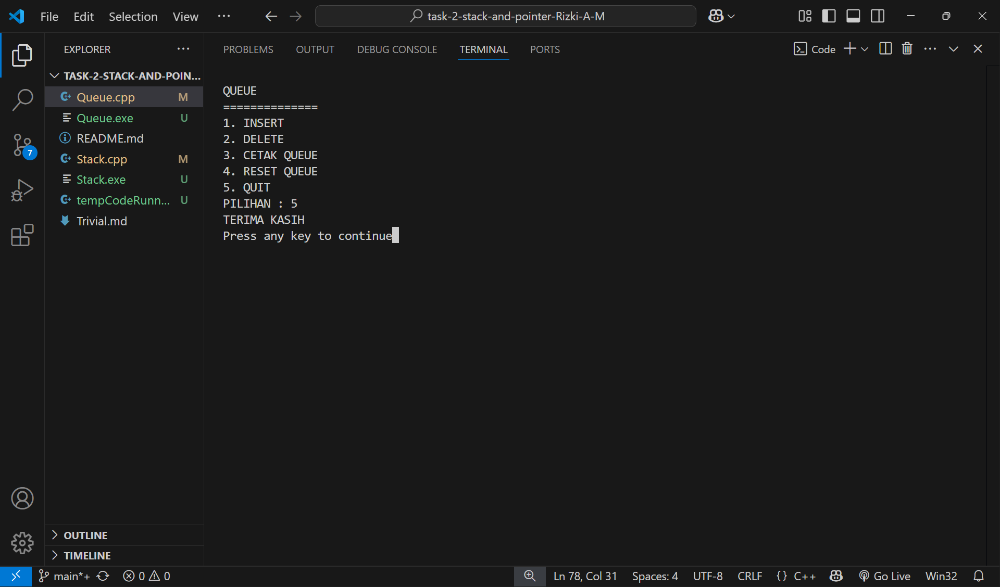 File Edit Selection View ··· task-2-stack-and-pointer-Rizki-A-M
EXPLORER ···
TASK-2-STACK-AND-POIN...
Queue.cpp M
Queue.exe U
README.md
Stack.cpp M
Stack.exe U
tempCodeRunn... U
Trivial.md
7
OUTLINE
TIMELINE
PROBLEMS OUTPUT DEBUG CONSOLE TERMINAL PORTS Code ···
QUEUE
==============
1. INSERT
2. DELETE
3. CETAK QUEUE
4. RESET QUEUE
5. QUIT
PILIHAN : 5
TERIMA KASIH
Press any key to continue
main*+ 0 0 Ln 78, Col 31 Spaces: 4 UTF-8 CRLF {} C++ Go Live Win32